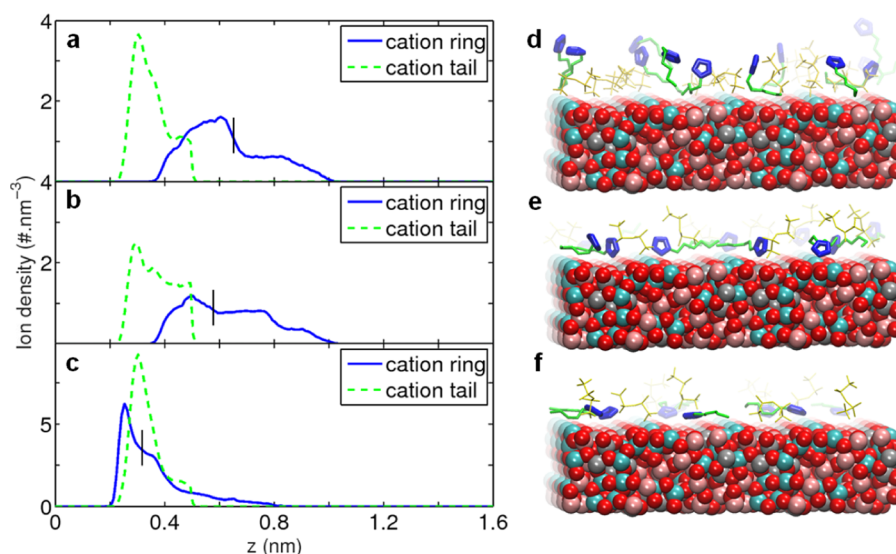 a
cation ring
cation tail
4
2
0
4
b
cation ring
cation tail
2
c
cation ring
cation tail
5
0
0 0.4 0.8 1.2 1.6
z (nm)
Ion density (#.nm⁻³)
d
e
f